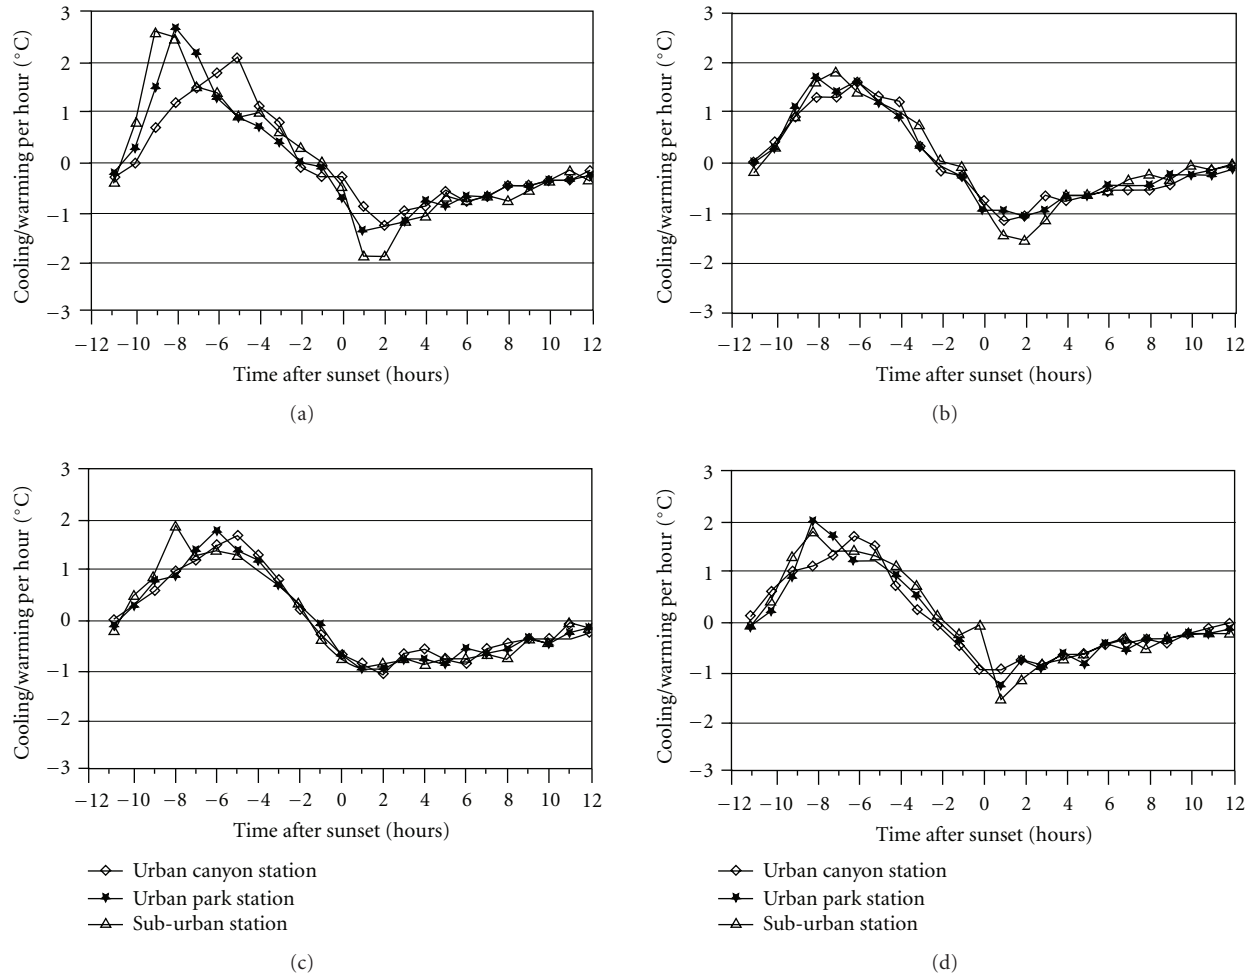 Cooling/warming per hour (°C)
3
2
1
0
−1
−2
−3
−12 −10 −8 −6 −4 −2 0 2 4 6 8 10 12
Time after sunset (hours)
(a)
Cooling/warming per hour (°C)
3
2
1
0
−1
−2
−3
−12 −10 −8 −6 −4 −2 0 2 4 6 8 10 12
Time after sunset (hours)
(b)
Cooling/warming per hour (°C)
3
2
1
0
−1
−2
−3
−12 −10 −8 −6 −4 −2 0 2 4 6 8 10 12
Time after sunset (hours)
Urban canyon station
Urban park station
Sub-urban station
(c)
Cooling/warming per hour (°C)
3
2
1
0
−1
−2
−3
−12 −10 −8 −6 −4 −2 0 2 4 6 8 10 12
Time after sunset (hours)
Urban canyon station
Urban park station
Sub-urban station
(d)